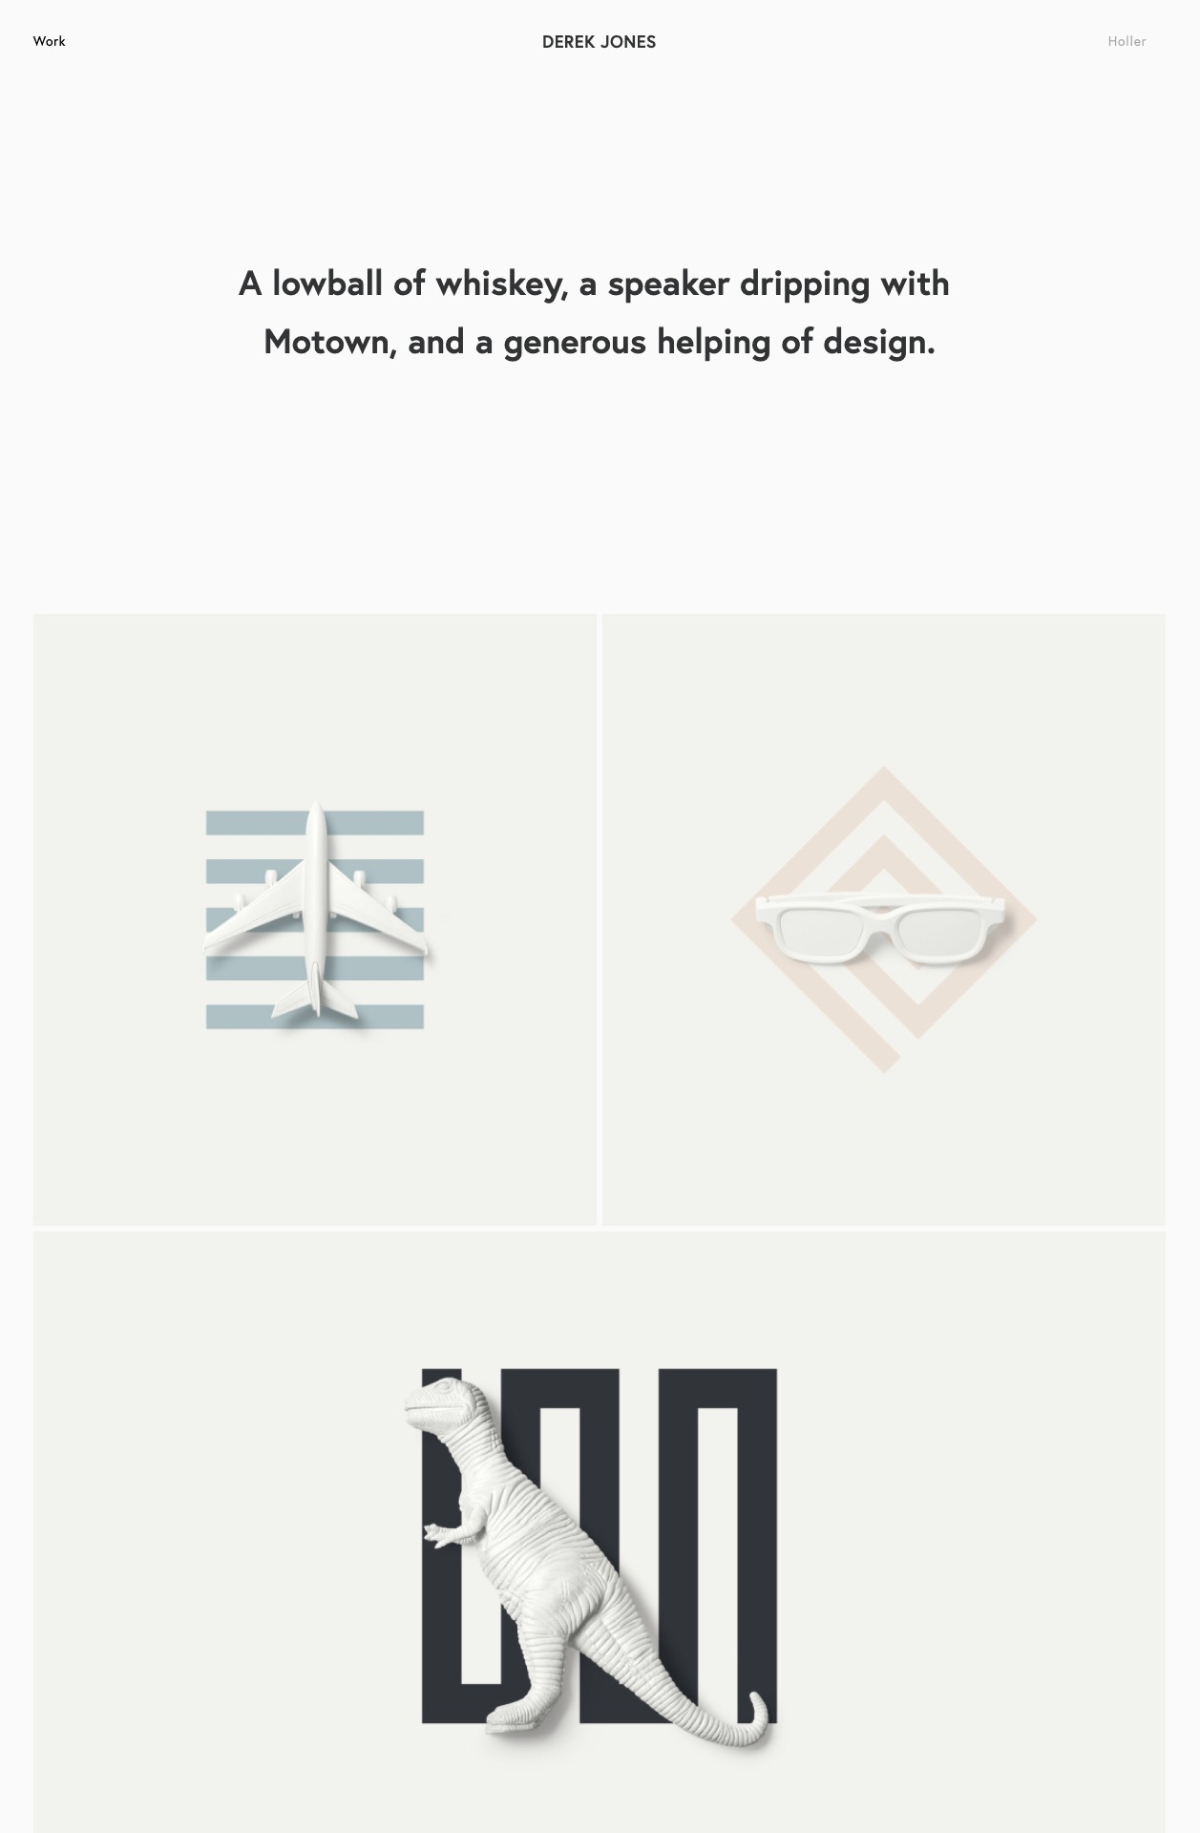 Work
DEREK JONES
Holler
A lowball of whiskey, a speaker dripping with
Motown, and a generous helping of design.